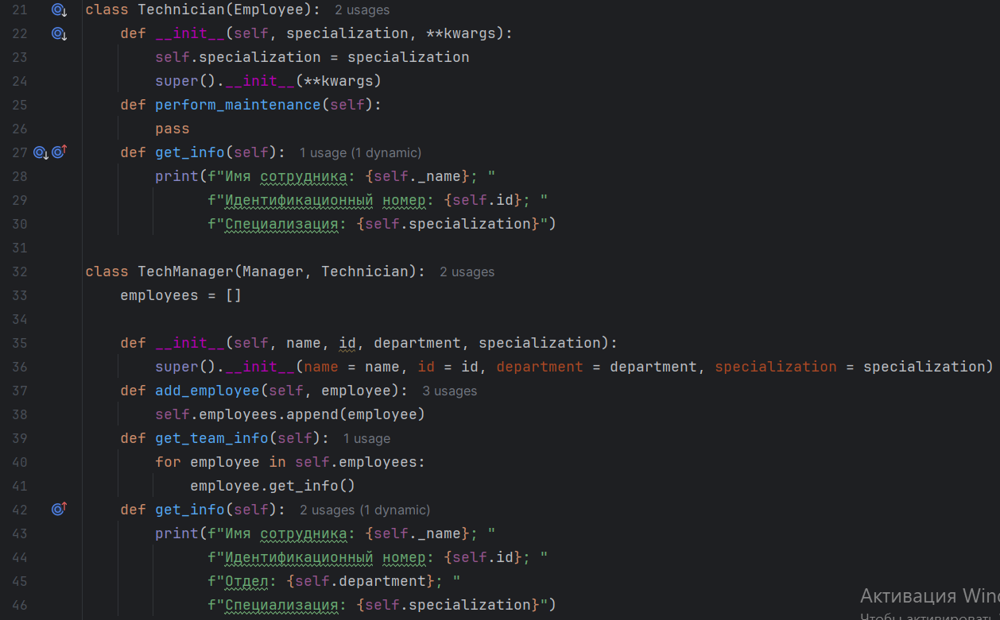 21 class Technician(Employee): 2 usages
22 def __init__(self, specialization, **kwargs):
23 self.specialization = specialization
24 super().__init__(**kwargs)
25 def perform_maintenance(self):
26 pass
27 def get_info(self): 1 usage (1 dynamic)
28 print(f"Имя сотрудника: {self._name}; "
29 f"Идентификационный номер: {self.id}; "
30 f"Специализация: {self.specialization}")
31
32 class TechManager(Manager, Technician): 2 usages
33 employees = []
34
35 def __init__(self, name, id, department, specialization):
36 super().__init__(name = name, id = id, department = department, specialization = specialization)
37 def add_employee(self, employee): 3 usages
38 self.employees.append(employee)
39 def get_team_info(self): 1 usage
40 for employee in self.employees:
41 employee.get_info()
42 def get_info(self): 2 usages (1 dynamic)
43 print(f"Имя сотрудника: {self._name}; "
44 f"Идентификационный номер: {self.id}; "
45 f"Отдел: {self.department}; "
46 f"Специализация: {self.specialization}")
Активация Win